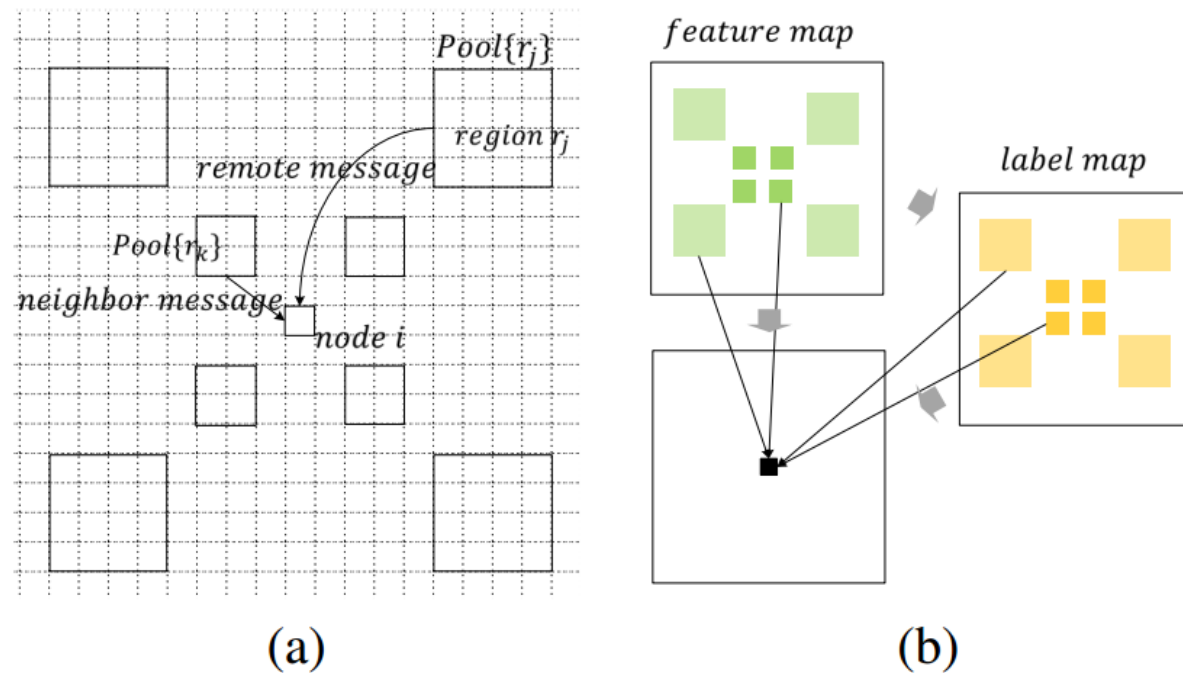 Pool{r_j}
region r_j
remote message
Pool{r_k}
neighbor message
node i
(a)
feature map
label map
(b)